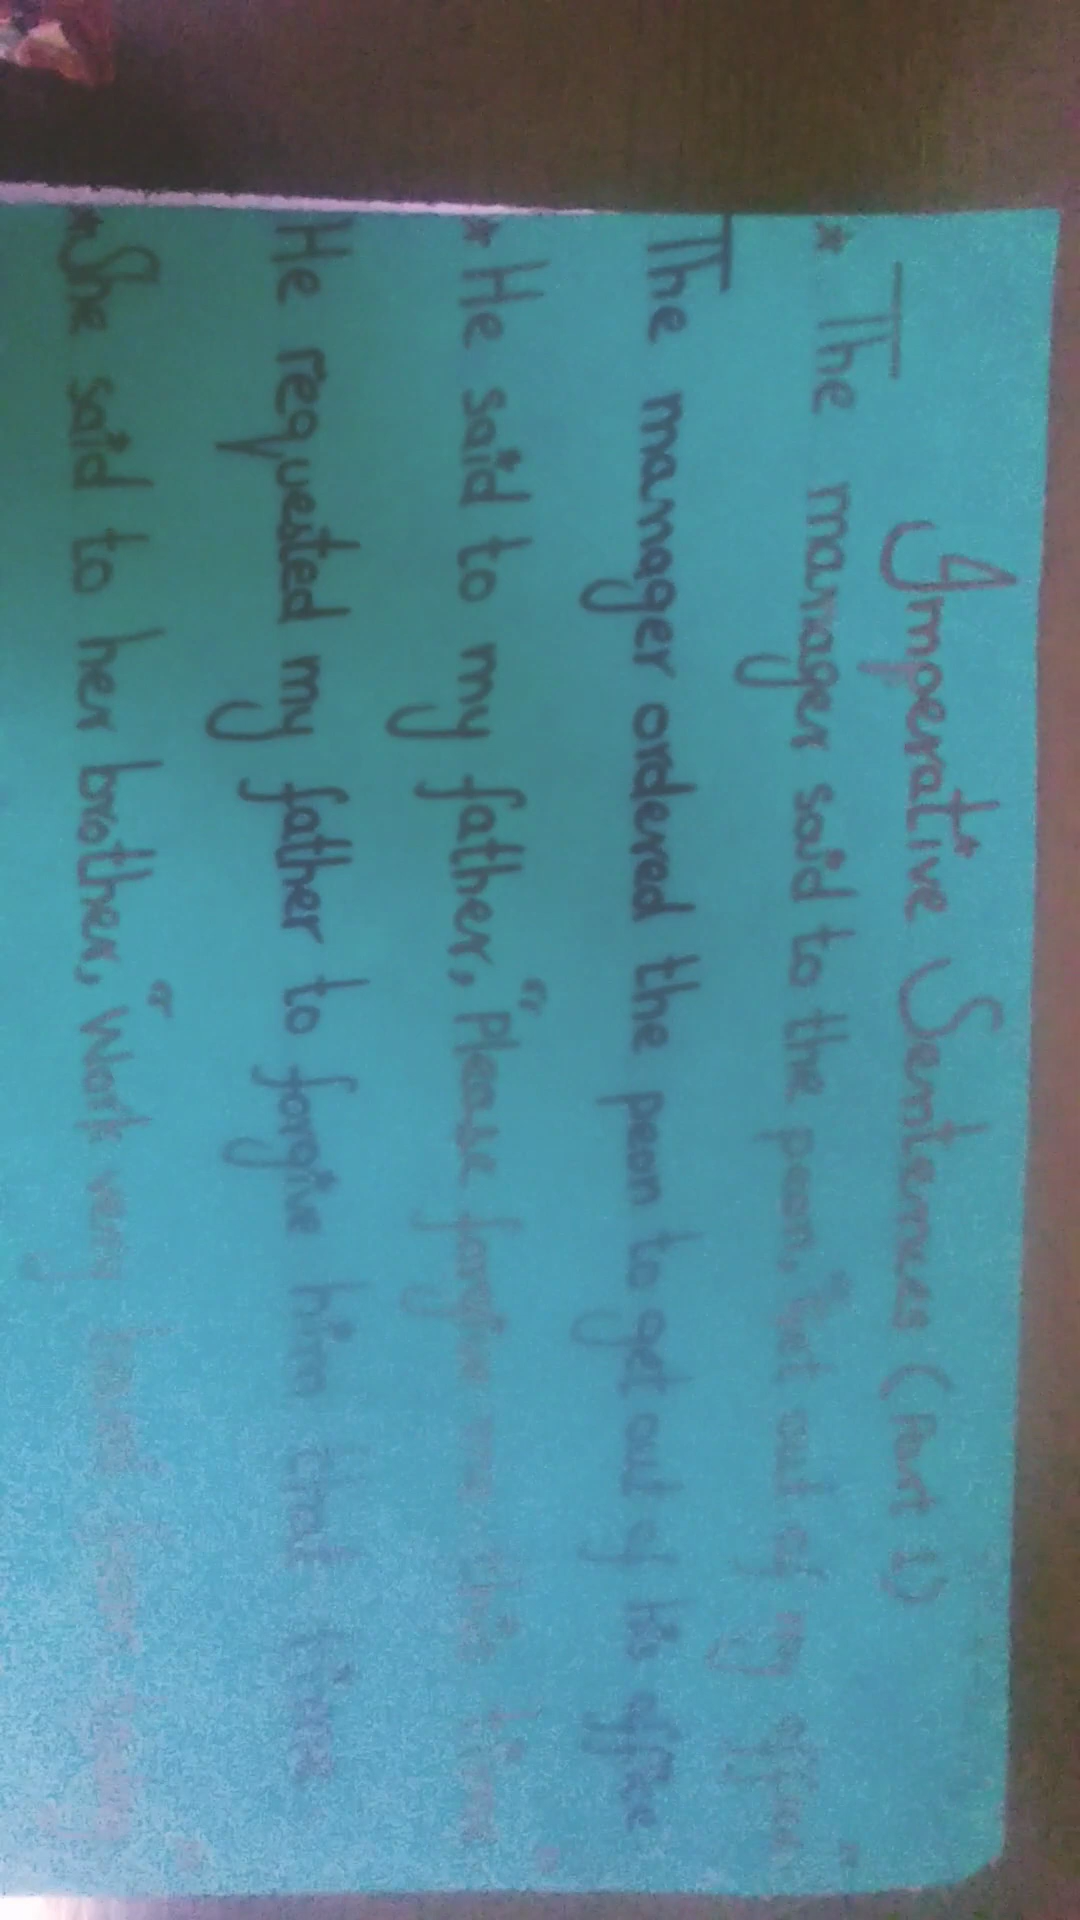 Imperative Sentences (Part 1)
* The manager said to the peon, "Get out of my office"
The manager ordered the peon to get out of his office
* He said to my father, "Please forgive me this time"
He requested my father to forgive him that time.
* She said to her brother, "Work very